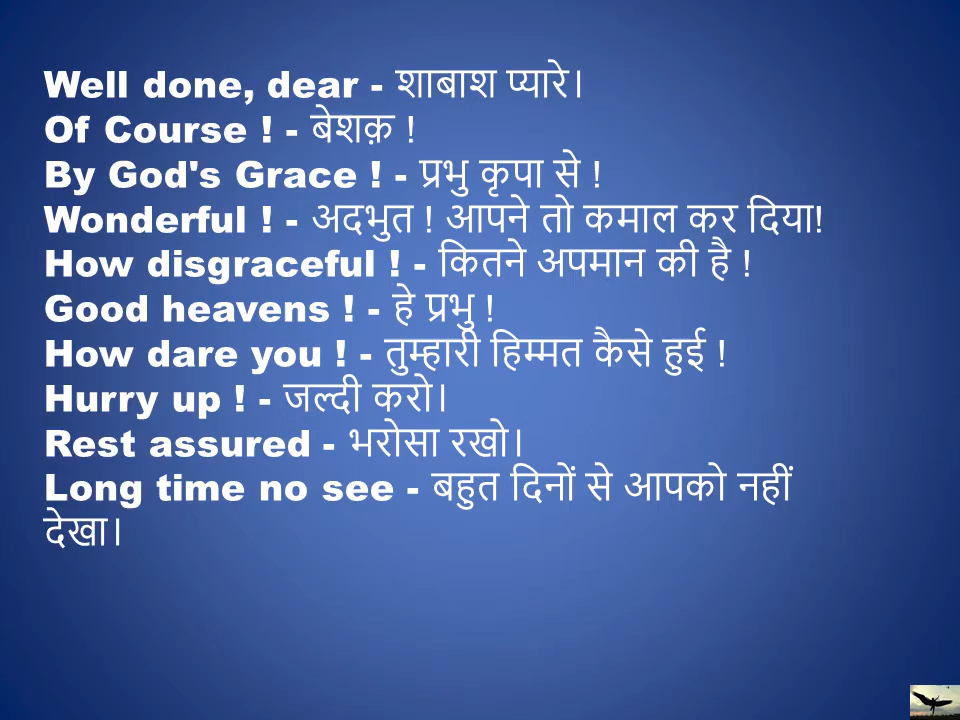 Well done, dear - शाबाश प्यारे।
Of Course ! - बेशक़ !
By God's Grace ! - प्रभु कृपा से !
Wonderful ! - अदभुत ! आपने तो कमाल कर दिया!
How disgraceful ! - कितने अपमान की है !
Good heavens ! - हे प्रभु !
How dare you ! - तुम्हारी हिम्मत कैसे हुई !
Hurry up ! - जल्दी करो।
Rest assured - भरोसा रखो।
Long time no see - बहुत दिनों से आपको नहीं
देखा।